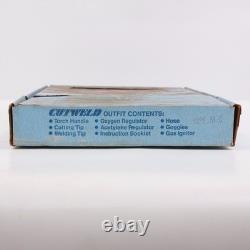 CUTWELD OUTFIT CONTENTS:
• Torch Handle • Oxygen Regulator • Hose
• Cutting Tip • Acetylene Regulator • Goggles
• Welding Tip • Instruction Booklet • Gas Ignitor